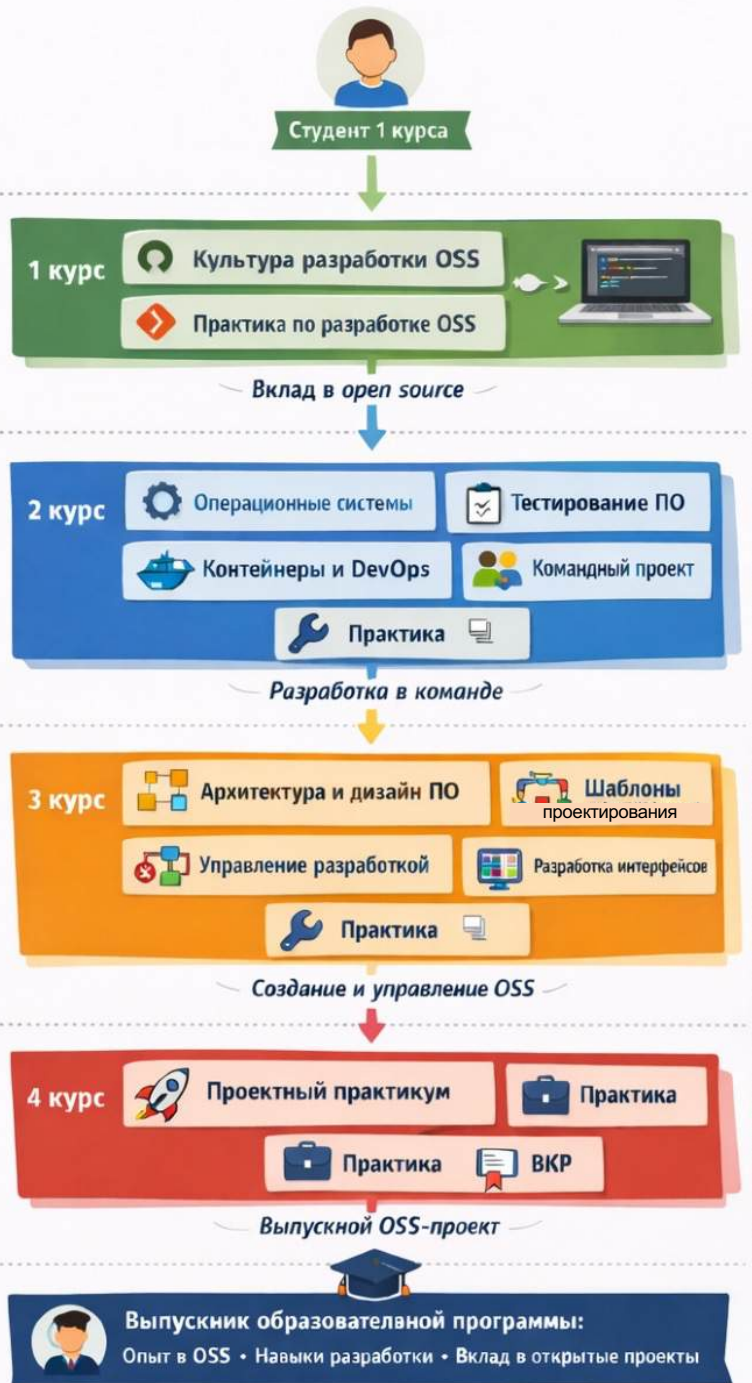 Студент 1 курса
1 курс
Культура разработки OSS
Практика по разработке OSS
Вклад в open source
2 курс
Операционные системы
Тестирование ПО
Контейнеры и DevOps
Командный проект
Практика
Разработка в команде
3 курс
Архитектура и дизайн ПО
Шаблоны
проектирования
Управление разработкой
Разработка интерфейсов
Практика
Создание и управление OSS
4 курс
Проектный практикум
Практика
Практика
ВКР
Выпускной OSS-проект
Выпускник образователвной программы:
Опыт в OSS • Навыки разработки • Вклад в открытые проекты